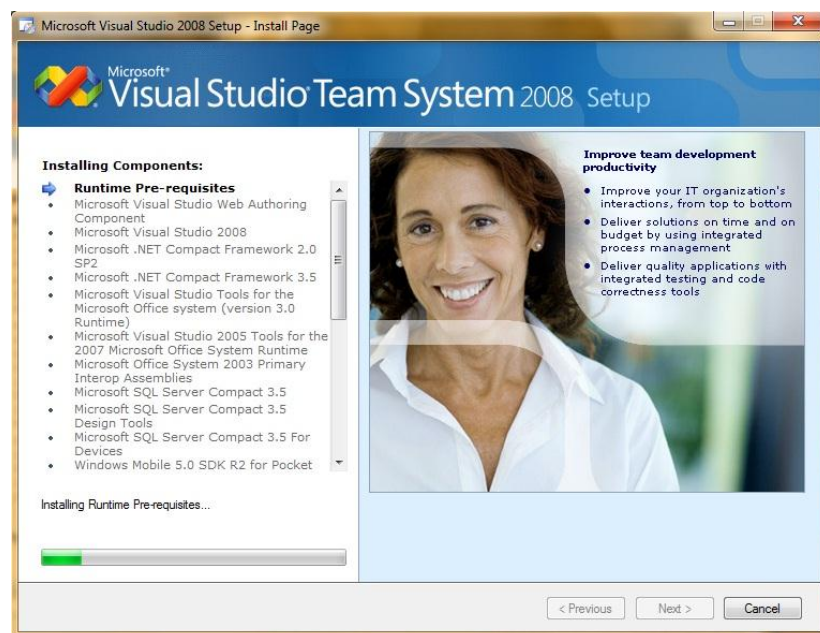 Microsoft Visual Studio 2008 Setup - Install Page
Microsoft®
Visual Studio Team System 2008 Setup
Installing Components:
Runtime Pre-requisites
Microsoft Visual Studio Web Authoring
Component
Microsoft Visual Studio 2008
Microsoft .NET Compact Framework 2.0
SP2
Microsoft .NET Compact Framework 3.5
Microsoft Visual Studio Tools for the
Microsoft Office system (version 3.0
Runtime)
Microsoft Visual Studio 2005 Tools for the
2007 Microsoft Office System Runtime
Microsoft Office System 2003 Primary
Interop Assemblies
Microsoft SQL Server Compact 3.5
Microsoft SQL Server Compact 3.5
Design Tools
Microsoft SQL Server Compact 3.5 For
Devices
Windows Mobile 5.0 SDK R2 for Pocket
Installing Runtime Pre-requisites...
Improve team development
productivity
• Improve your IT organization's
interactions, from top to bottom
• Deliver solutions on time and on
budget by using integrated
process management
• Deliver quality applications with
integrated testing and code
correctness tools
< Previous
Next >
Cancel